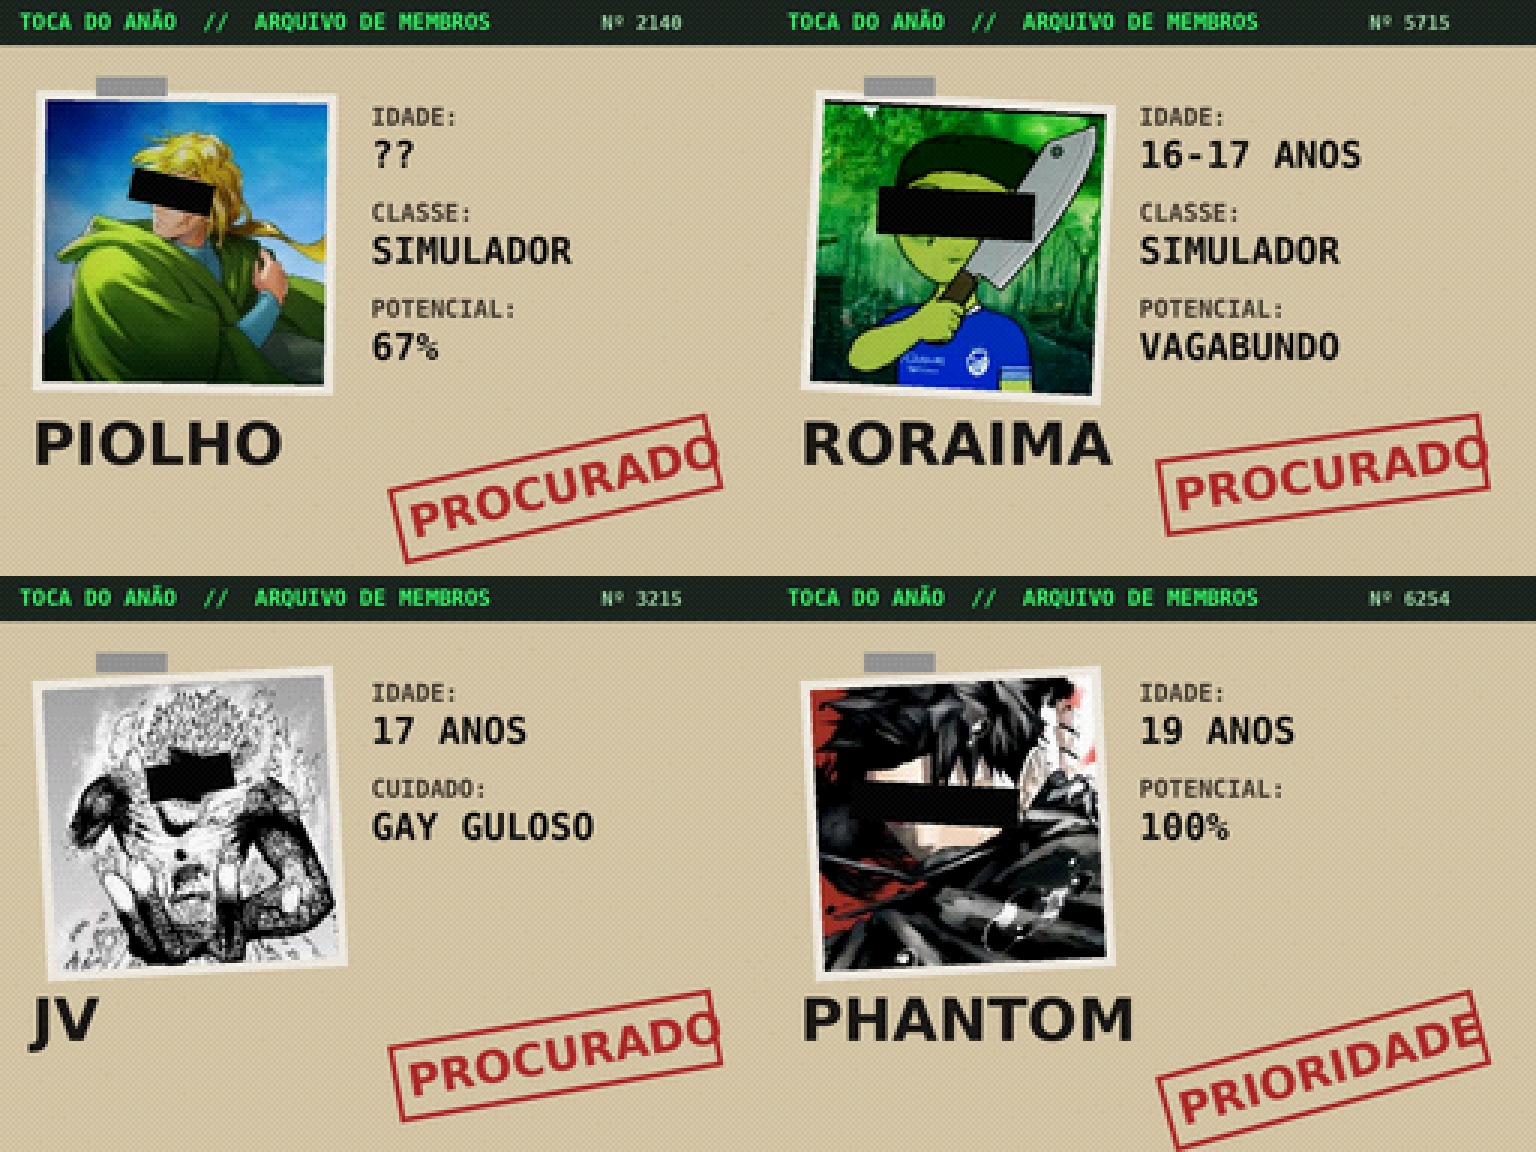 TOCA DO ANÃO // ARQUIVO DE MEMBROS Nº 2140
IDADE:
??
CLASSE:
SIMULADOR
POTENCIAL:
67%
PIOLHO
PROCURADO
TOCA DO ANÃO // ARQUIVO DE MEMBROS Nº 5715
IDADE:
16-17 ANOS
CLASSE:
SIMULADOR
POTENCIAL:
VAGABUNDO
RORAIMA
PROCURADO
TOCA DO ANÃO // ARQUIVO DE MEMBROS Nº 3215
IDADE:
17 ANOS
CUIDADO:
GAY GULOSO
JV
PROCURADO
TOCA DO ANÃO // ARQUIVO DE MEMBROS Nº 6254
IDADE:
19 ANOS
POTENCIAL:
100%
PHANTOM
PRIORIDADE